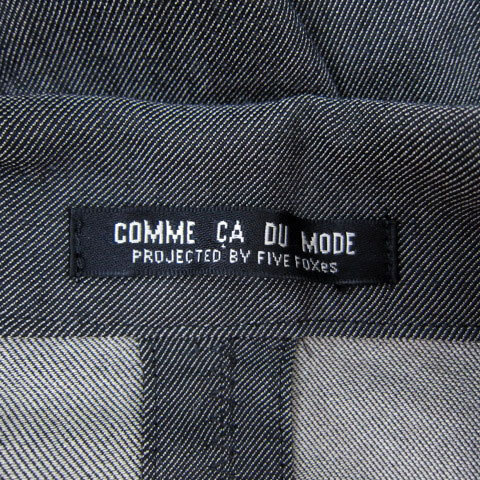 COMME ÇA DU MODE
PROJECTED BY FIVE FOXes